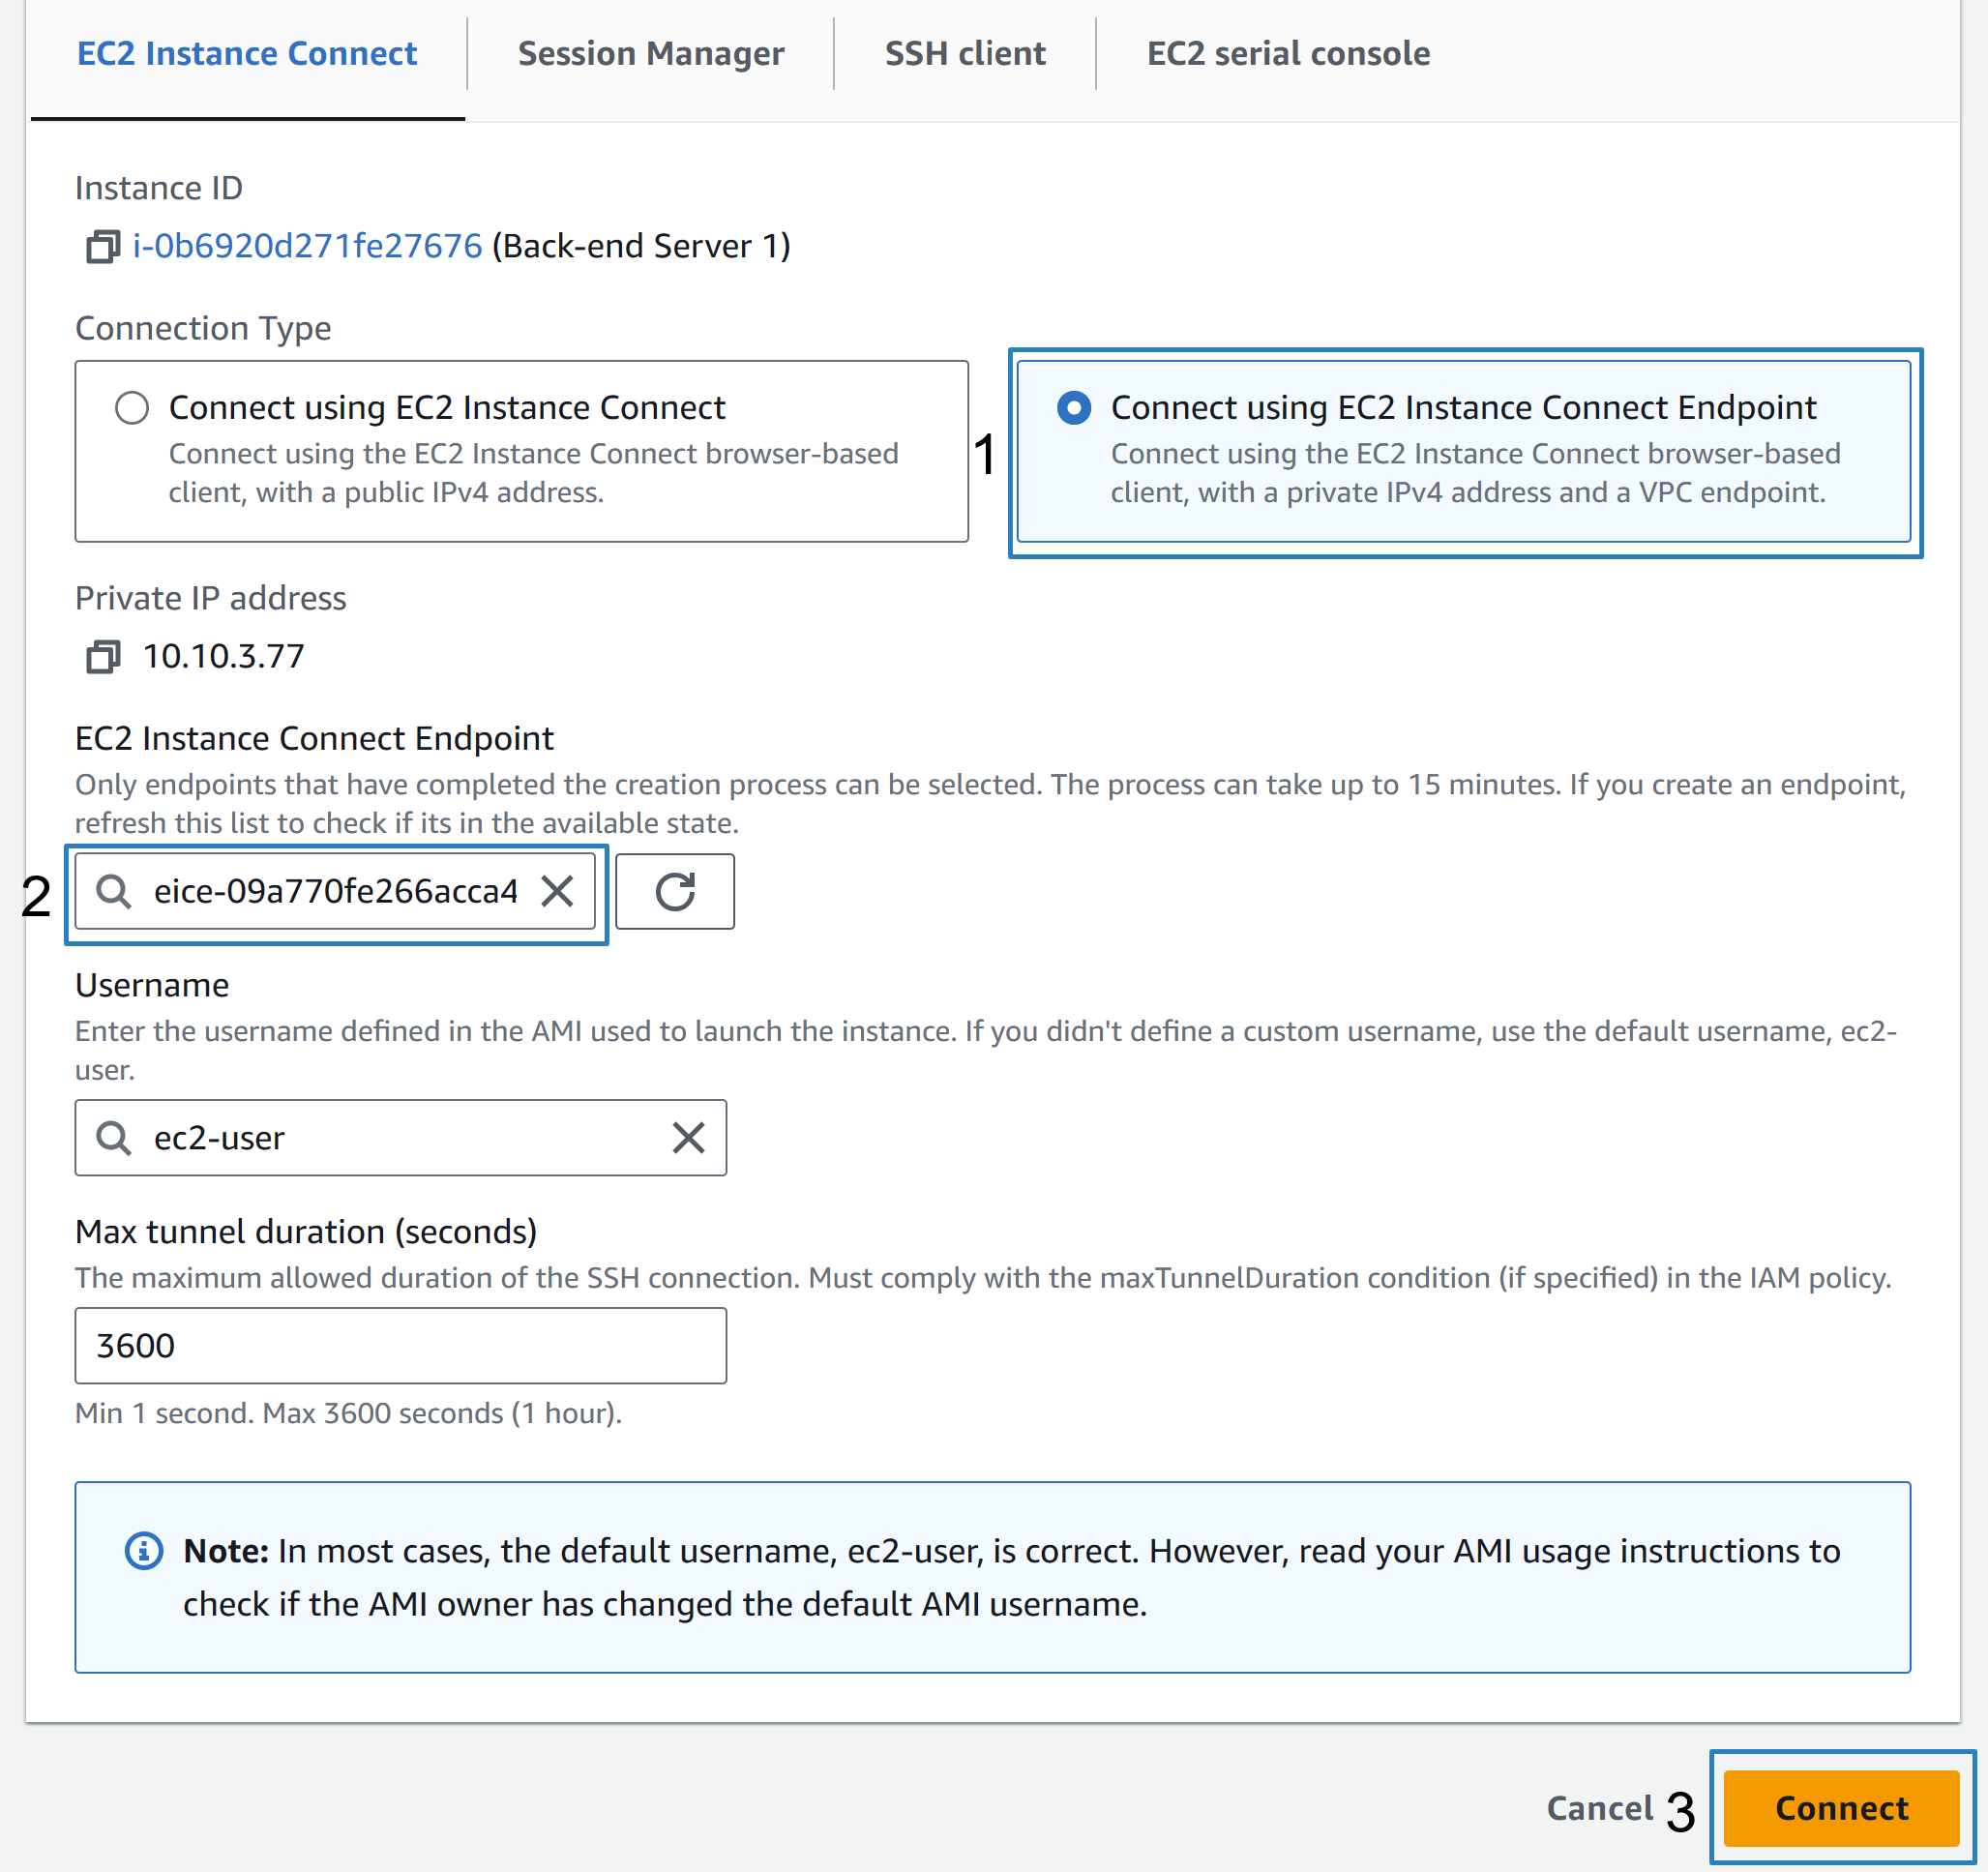 EC2 Instance Connect
Session Manager
SSH client
EC2 serial console
Instance ID
i-0b6920d271fe27676 (Back-end Server 1)
Connection Type
Connect using EC2 Instance Connect
Connect using the EC2 Instance Connect browser-based
client, with a public IPv4 address.
1
Connect using EC2 Instance Connect Endpoint
Connect using the EC2 Instance Connect browser-based
client, with a private IPv4 address and a VPC endpoint.
Private IP address
10.10.3.77
EC2 Instance Connect Endpoint
Only endpoints that have completed the creation process can be selected. The process can take up to 15 minutes. If you create an endpoint,
refresh this list to check if its in the available state.
2
eice-09a770fe266acca4
Username
Enter the username defined in the AMI used to launch the instance. If you didn't define a custom username, use the default username, ec2-
user.
ec2-user
Max tunnel duration (seconds)
The maximum allowed duration of the SSH connection. Must comply with the maxTunnelDuration condition (if specified) in the IAM policy.
3600
Min 1 second. Max 3600 seconds (1 hour).
Note: In most cases, the default username, ec2-user, is correct. However, read your AMI usage instructions to
check if the AMI owner has changed the default AMI username.
Cancel
3
Connect